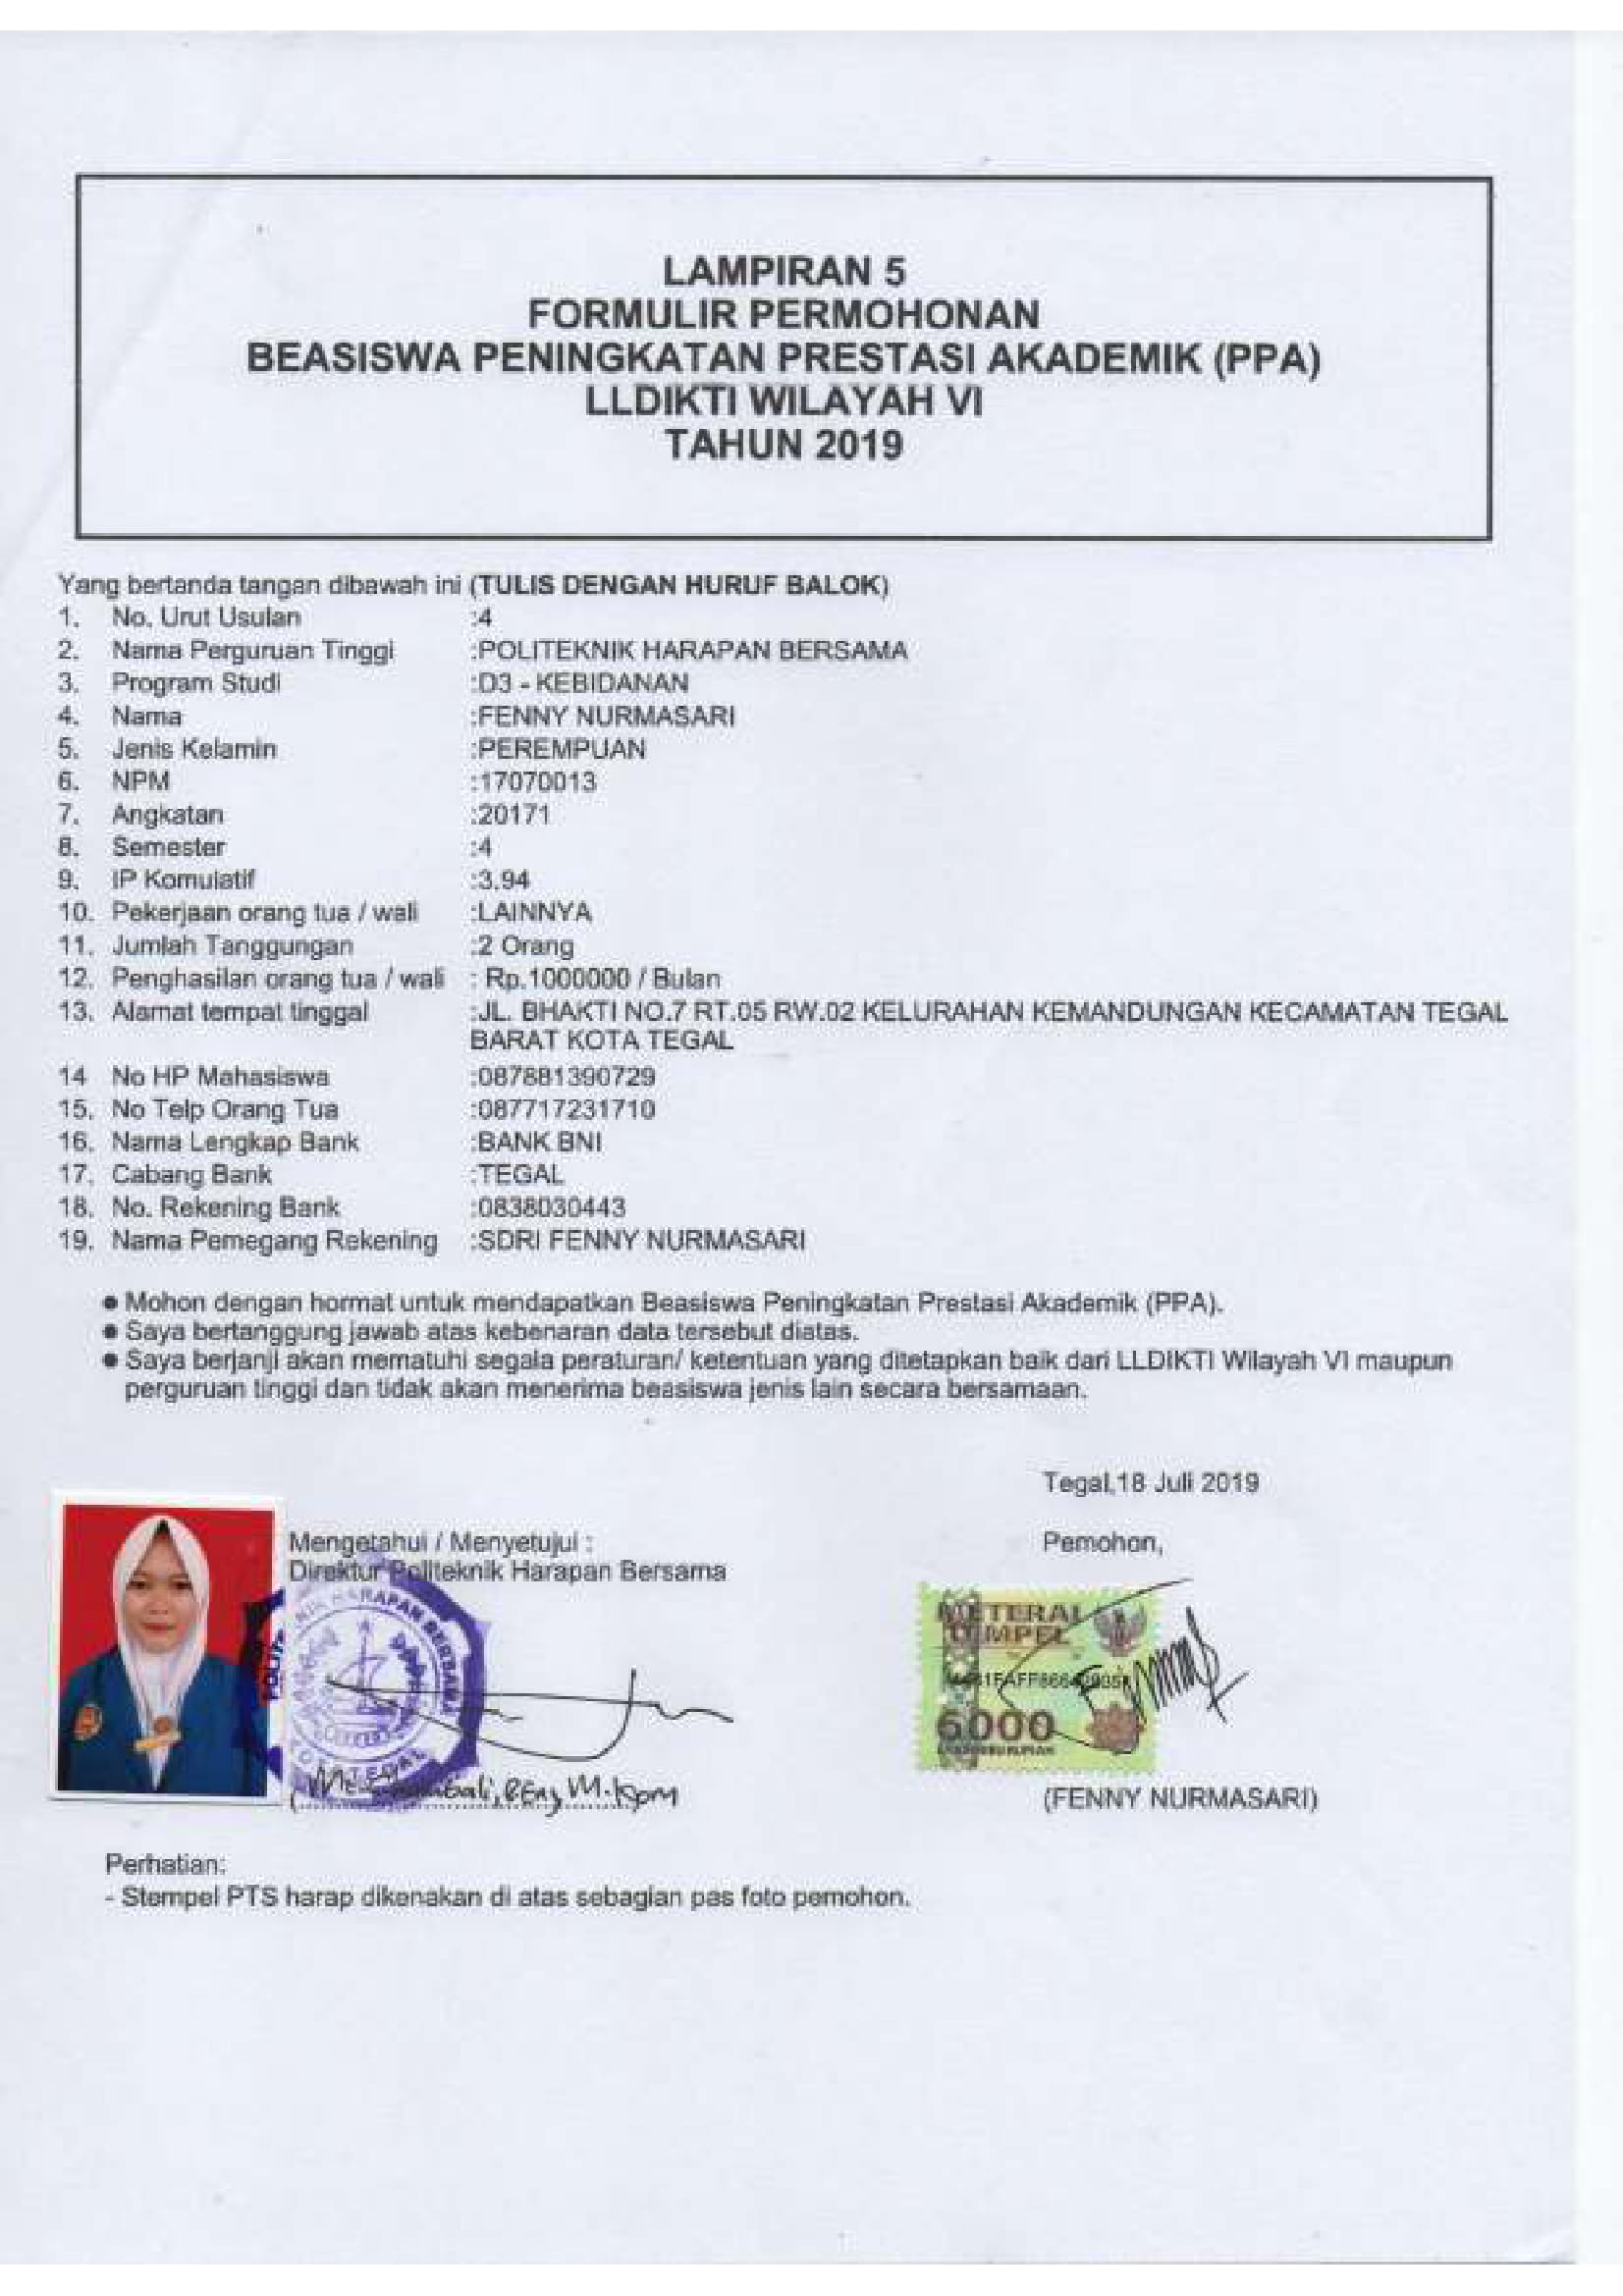 LAMPIRAN 5
FORMULIR PERMOHONAN
BEASISWA PENINGKATAN PRESTASI AKADEMIK (PPA)
LLDIKTI WILAYAH VI
TAHUN 2019
Yang bertanda tangan dibawah ini (TULIS DENGAN HURUF BALOK)
1. No. Urut Usulan :4
2. Nama Perguruan Tinggi :POLITEKNIK HARAPAN BERSAMA
3. Program Studi :D3 - KEBIDANAN
4. Nama :FENNY NURMASARI
5. Jenis Kelamin :PEREMPUAN
6. NPM :17070013
7. Angkatan :20171
8. Semester :4
9. IP Komulatif :3.94
10. Pekerjaan orang tua / wali :LAINNYA
11. Jumlah Tanggungan :2 Orang
12. Penghasilan orang tua / wali : Rp.1000000 / Bulan
13. Alamat tempat tinggal :JL. BHAKTI NO.7 RT.05 RW.02 KELURAHAN KEMANDUNGAN KECAMATAN TEGAL
BARAT KOTA TEGAL
14 No HP Mahasiswa :087881390729
15. No Telp Orang Tua :087717231710
16. Nama Lengkap Bank :BANK BNI
17. Cabang Bank :TEGAL
18. No. Rekening Bank :0838030443
19. Nama Pemegang Rekening :SDRI FENNY NURMASARI
● Mohon dengan hormat untuk mendapatkan Beasiswa Peningkatan Prestasi Akademik (PPA).
● Saya bertanggung jawab atas kebenaran data tersebut diatas.
● Saya berjanji akan mematuhi segala peraturan/ ketentuan yang ditetapkan baik dari LLDIKTI Wilayah VI maupun
perguruan tinggi dan tidak akan menerima beasiswa jenis lain secara bersamaan.
Tegal,18 Juli 2019
Mengetahui / Menyetujui :
Direktur Politeknik Harapan Bersama
Pemohon,
HARAPAN BERSAMA
METERAI
TEMPEL
6000
M.Kom
(FENNY NURMASARI)
Perhatian:
- Stempel PTS harap dikenakan di atas sebagian pas foto pemohon.